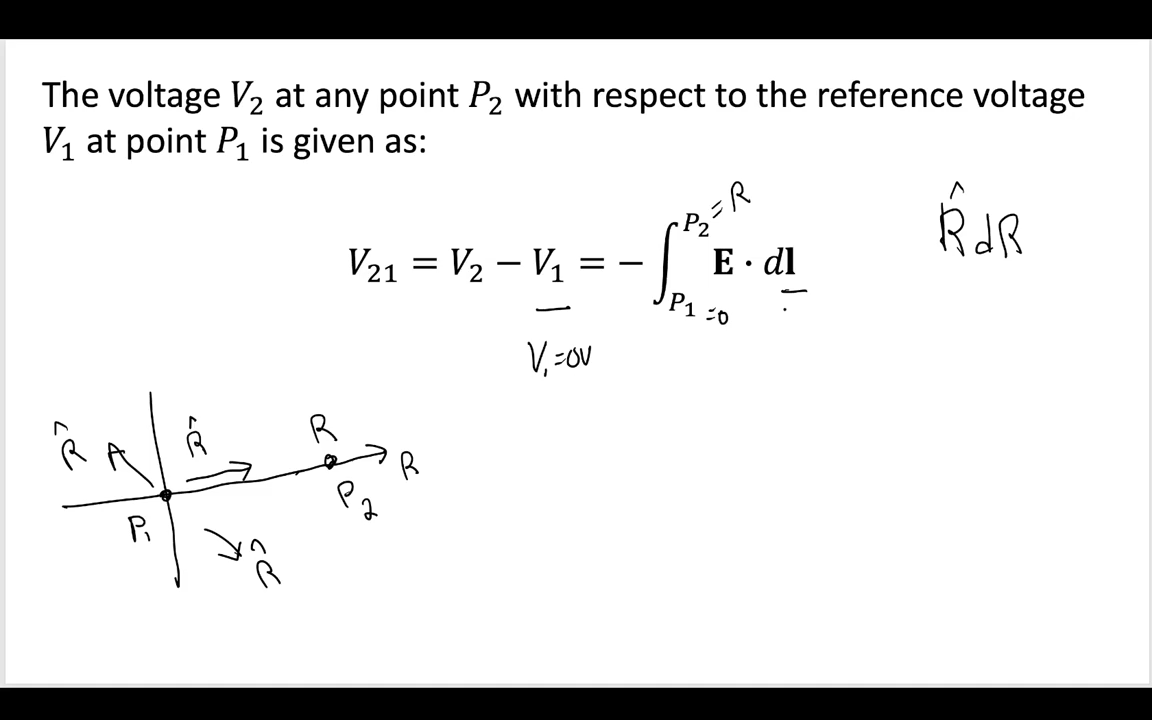 The voltage V₂ at any point P₂ with respect to the reference voltage
V₁ at point P₁ is given as:
V₂₁ = V₂ − V₁ = − ∫_{P₁ =0}^{P₂ =R} 𝐄 · d𝐥
R̂ dR
V₁=0V
R̂
R̂
R
R
P₂
P₁
R̂